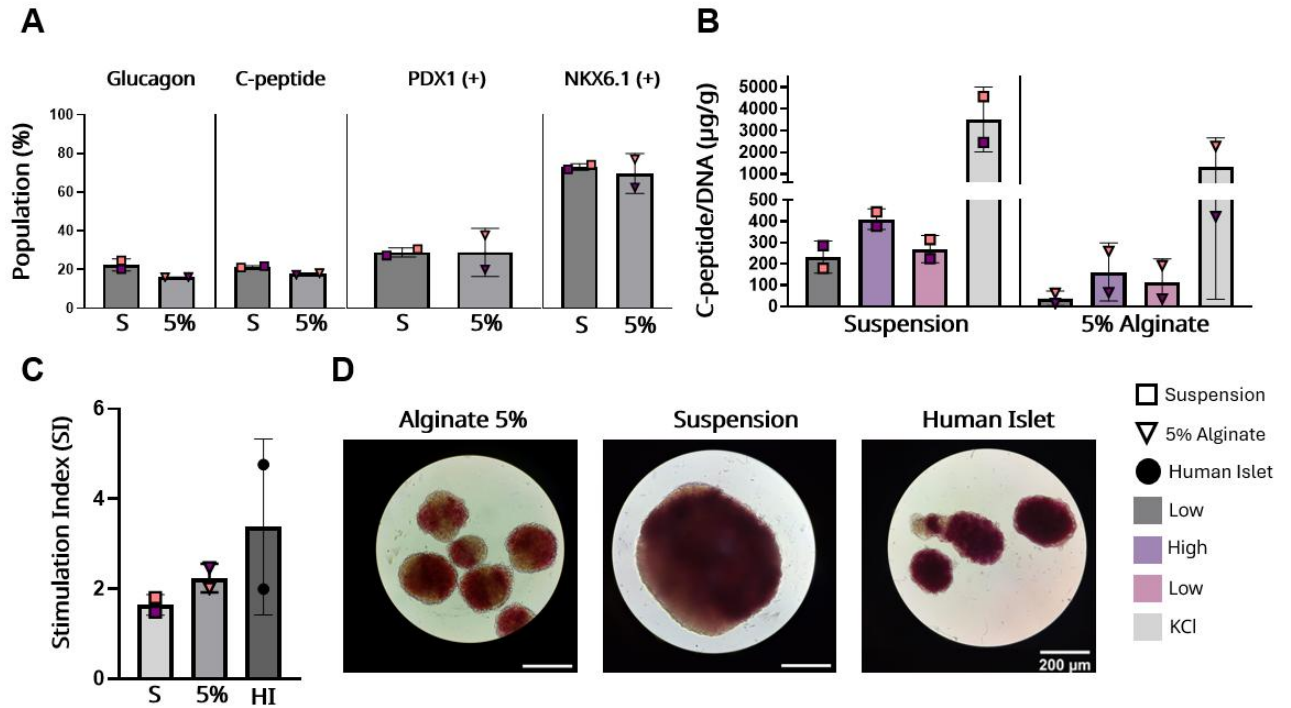 A
Glucagon C-peptide PDX1 (+) NKX6.1 (+)
Population (%)
100
80
60
40
20
0
S 5% S 5% S 5% S 5%
B
C-peptide/DNA (µg/g)
5000
4000
3000
2000
1000
500
400
300
200
100
0
Suspension 5% Alginate
C
Stimulation Index (SI)
6
4
2
0
S 5% HI
D
Alginate 5% Suspension Human Islet
200 µm
Suspension
5% Alginate
Human Islet
Low
High
Low
KCl